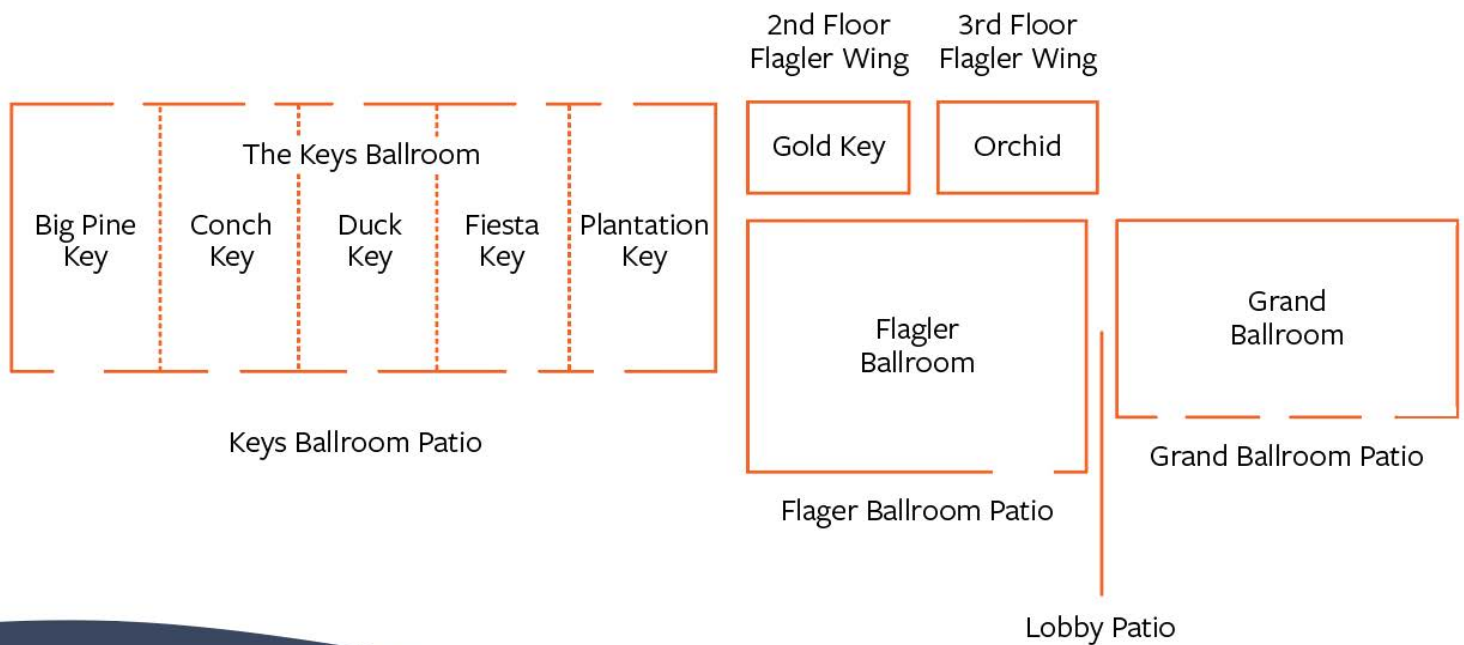 2nd Floor
Flagler Wing
3rd Floor
Flagler Wing
Gold Key
Orchid
The Keys Ballroom
Big Pine
Key
Conch
Key
Duck
Key
Fiesta
Key
Plantation
Key
Flagler
Ballroom
Grand
Ballroom
Keys Ballroom Patio
Flager Ballroom Patio
Grand Ballroom Patio
Lobby Patio